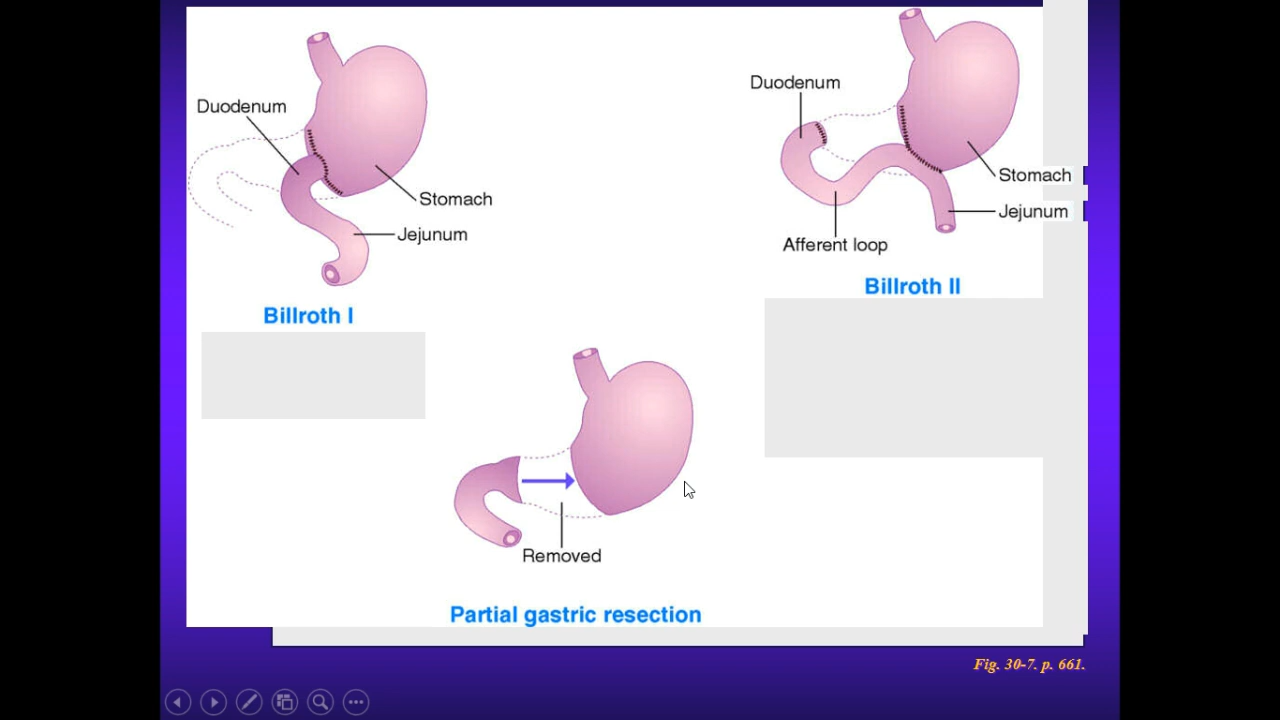 Duodenum
Stomach
Jejunum
Billroth I
Duodenum
Stomach
Jejunum
Afferent loop
Billroth II
Removed
Partial gastric resection
Fig. 30-7. p. 661.